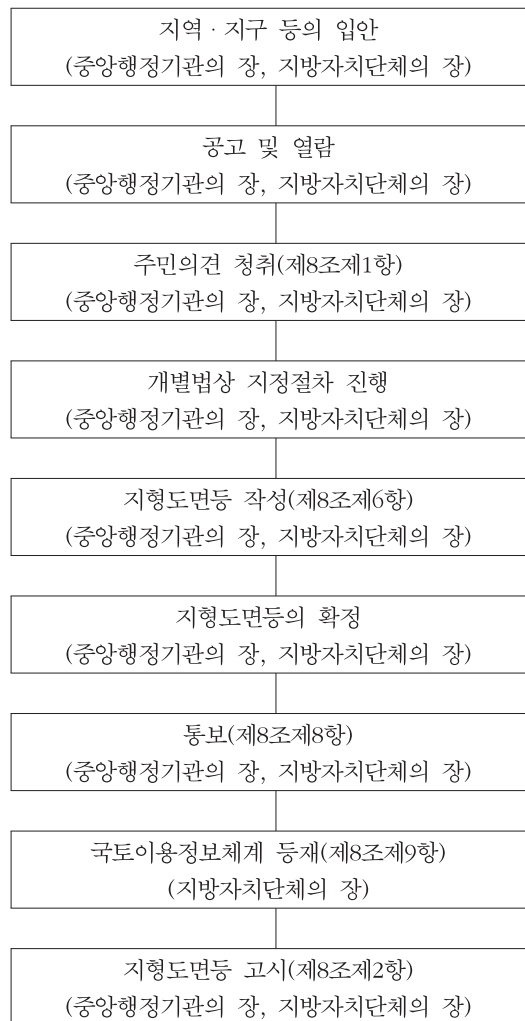 지역 · 지구 등의 입안
(중앙행정기관의 장, 지방자치단체의 장)
공고 및 열람
(중앙행정기관의 장, 지방자치단체의 장)
주민의견 청취(제8조제1항)
(중앙행정기관의 장, 지방자치단체의 장)
개별법상 지정절차 진행
(중앙행정기관의 장, 지방자치단체의 장)
지형도면등 작성(제8조제6항)
(중앙행정기관의 장, 지방자치단체의 장)
지형도면등의 확정
(중앙행정기관의 장, 지방자치단체의 장)
통보(제8조제8항)
(중앙행정기관의 장, 지방자치단체의 장)
국토이용정보체계 등재(제8조제9항)
(지방자치단체의 장)
지형도면등 고시(제8조제2항)
(중앙행정기관의 장, 지방자치단체의 장)